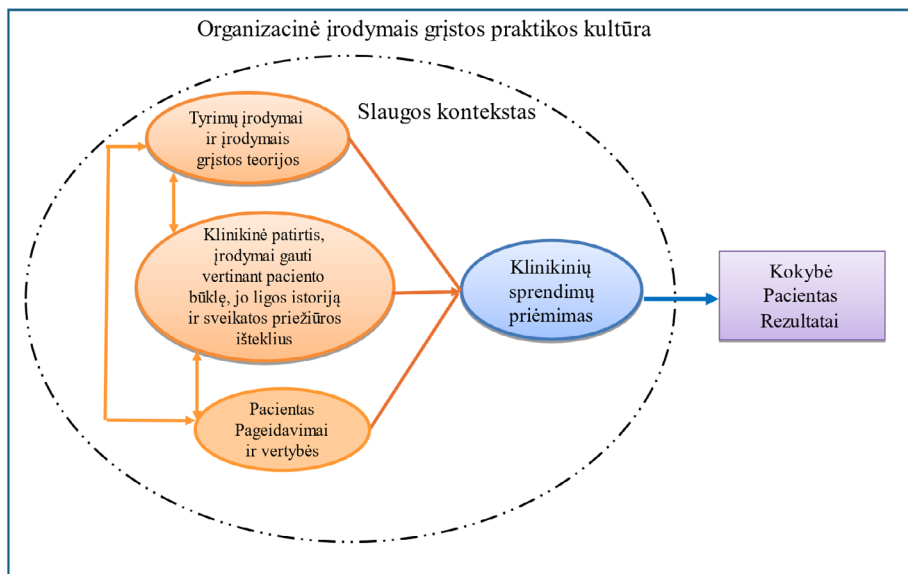 Organizacinė įrodymais grįstos praktikos kultūra
Slaugos kontekstas
Tyrimų įrodymai
ir įrodymais
grįstos teorijos
Klinikinė patirtis,
įrodymai gauti
vertinant paciento
būklę, jo ligos istoriją
ir sveikatos priežiūros
išteklius
Pacientas
Pageidavimai
ir vertybės
Klinikinių
sprendimų
priėmimas
Kokybė
Pacientas
Rezultatai